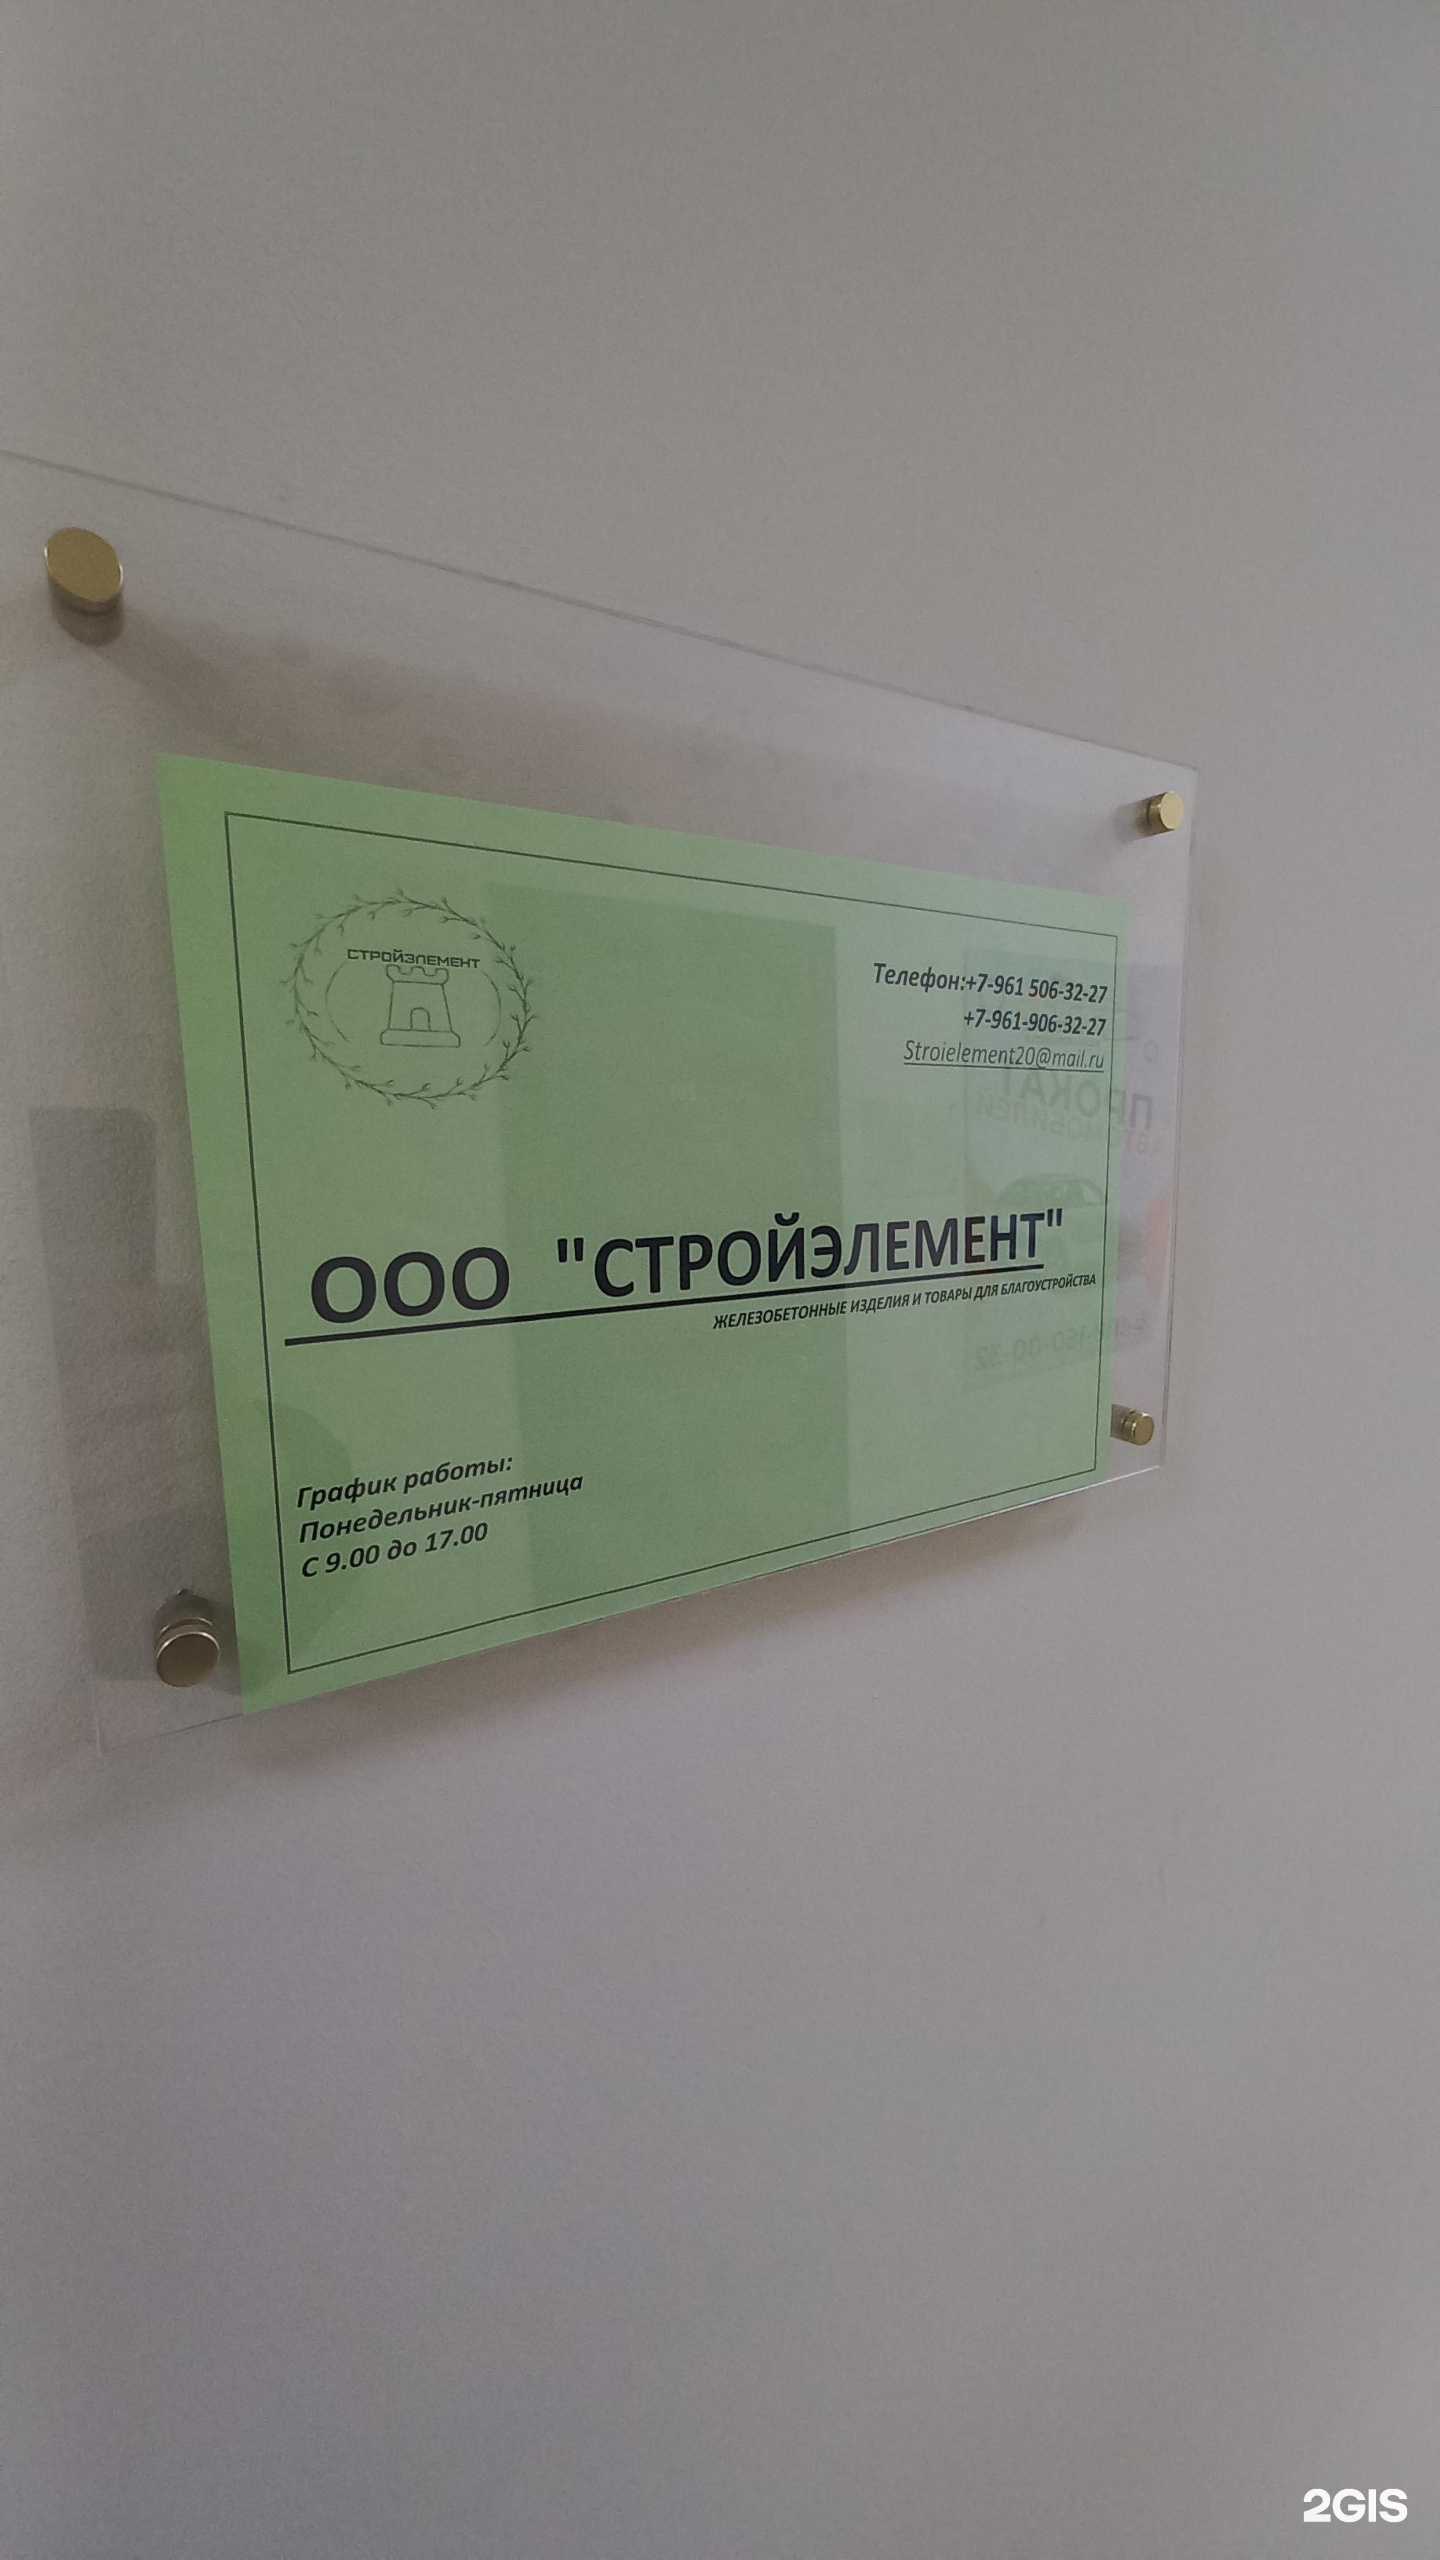 СТРОЙЭЛЕМЕНТ
Телефон:+7-961 506-32-27
+7-961-906-32-27
Stroielement20@mail.ru
ПРОКАТ
ООО "СТРОЙЭЛЕМЕНТ"
ЖЕЛЕЗОБЕТОННЫЕ ИЗДЕЛИЯ И ТОВАРЫ ДЛЯ БЛАГОУСТРОЙСТВА
График работы:
Понедельник-пятница
С 9.00 до 17.00
2GIS